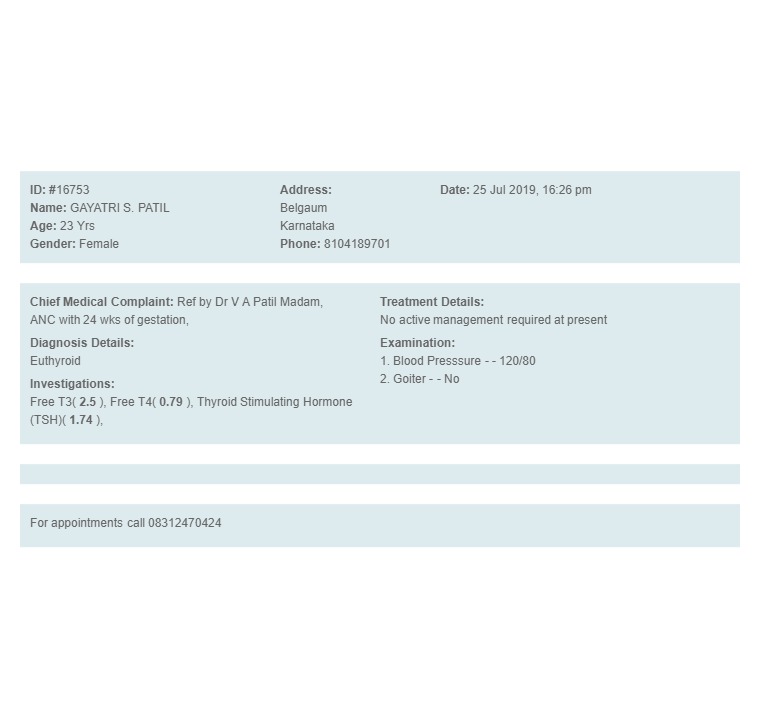 ID: #16753
Name: GAYATRI S. PATIL
Age: 23 Yrs
Gender: Female
Address:
Belgaum
Karnataka
Phone: 8104189701
Date: 25 Jul 2019, 16:26 pm
Chief Medical Complaint: Ref by Dr V A Patil Madam,
ANC with 24 wks of gestation,
Diagnosis Details:
Euthyroid
Investigations:
Free T3( 2.5 ), Free T4( 0.79 ), Thyroid Stimulating Hormone
(TSH)( 1.74 ),
Treatment Details:
No active management required at present
Examination:
1. Blood Presssure - - 120/80
2. Goiter - - No
For appointments call 08312470424